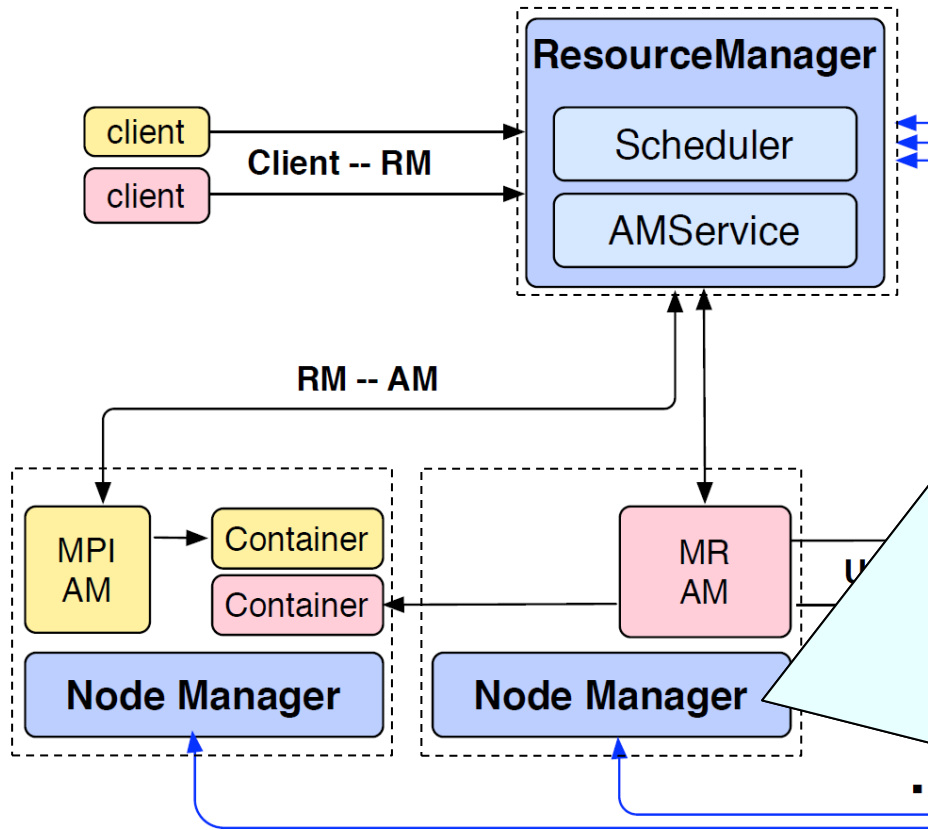 ResourceManager
client
Scheduler
Client -- RM
client
AMService
RM -- AM
MPI
AM
Container
Container
MR
AM
Node Manager
Node Manager